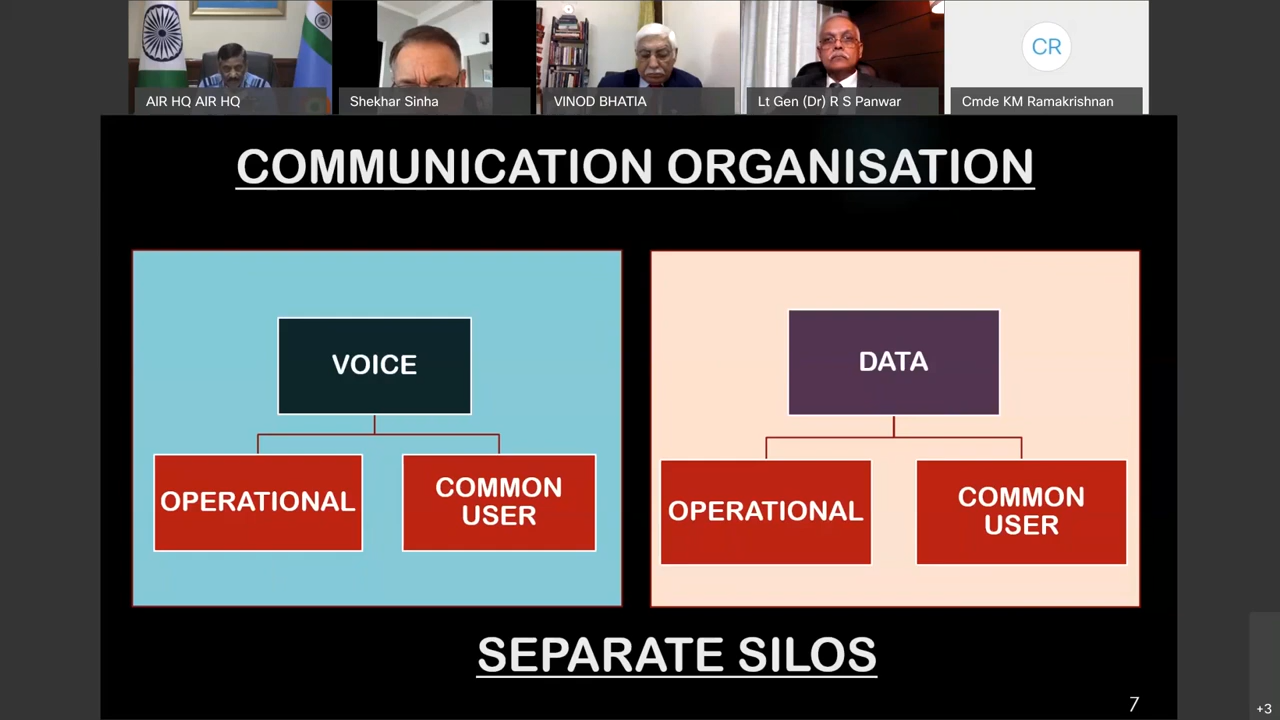 AIR HQ AIR HQ
Shekhar Sinha
VINOD BHATIA
Lt Gen (Dr) R S Panwar
CR
Cmde KM Ramakrishnan
COMMUNICATION ORGANISATION
VOICE
OPERATIONAL
COMMON
USER
DATA
OPERATIONAL
COMMON
USER
SEPARATE SILOS
7
+3